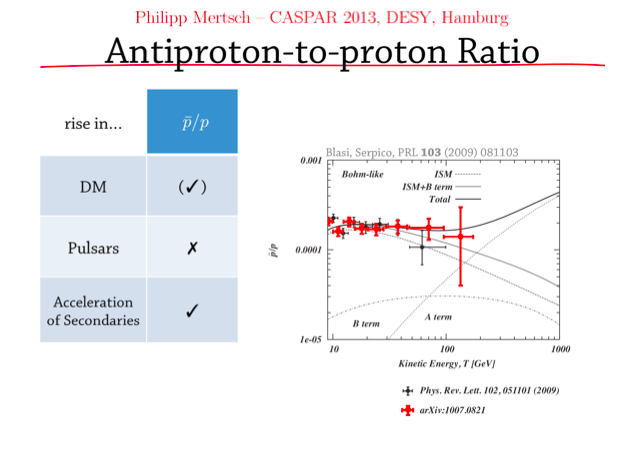 Philipp Mertsch – CASPAR 2013, DESY, Hamburg
Antiproton-to-proton Ratio
rise in...
p̄/p
DM
(✓)
Pulsars
✗
Acceleration
of Secondaries
✓
Blasi, Serpico, PRL 103 (2009) 081103
0.001
Bohm-like
ISM
ISM+B term
Total
0.0001
p̄/p
A term
B term
1e-05
10
100
1000
Kinetic Energy, T [GeV]
Phys. Rev. Lett. 102, 051101 (2009)
arXiv:1007.0821